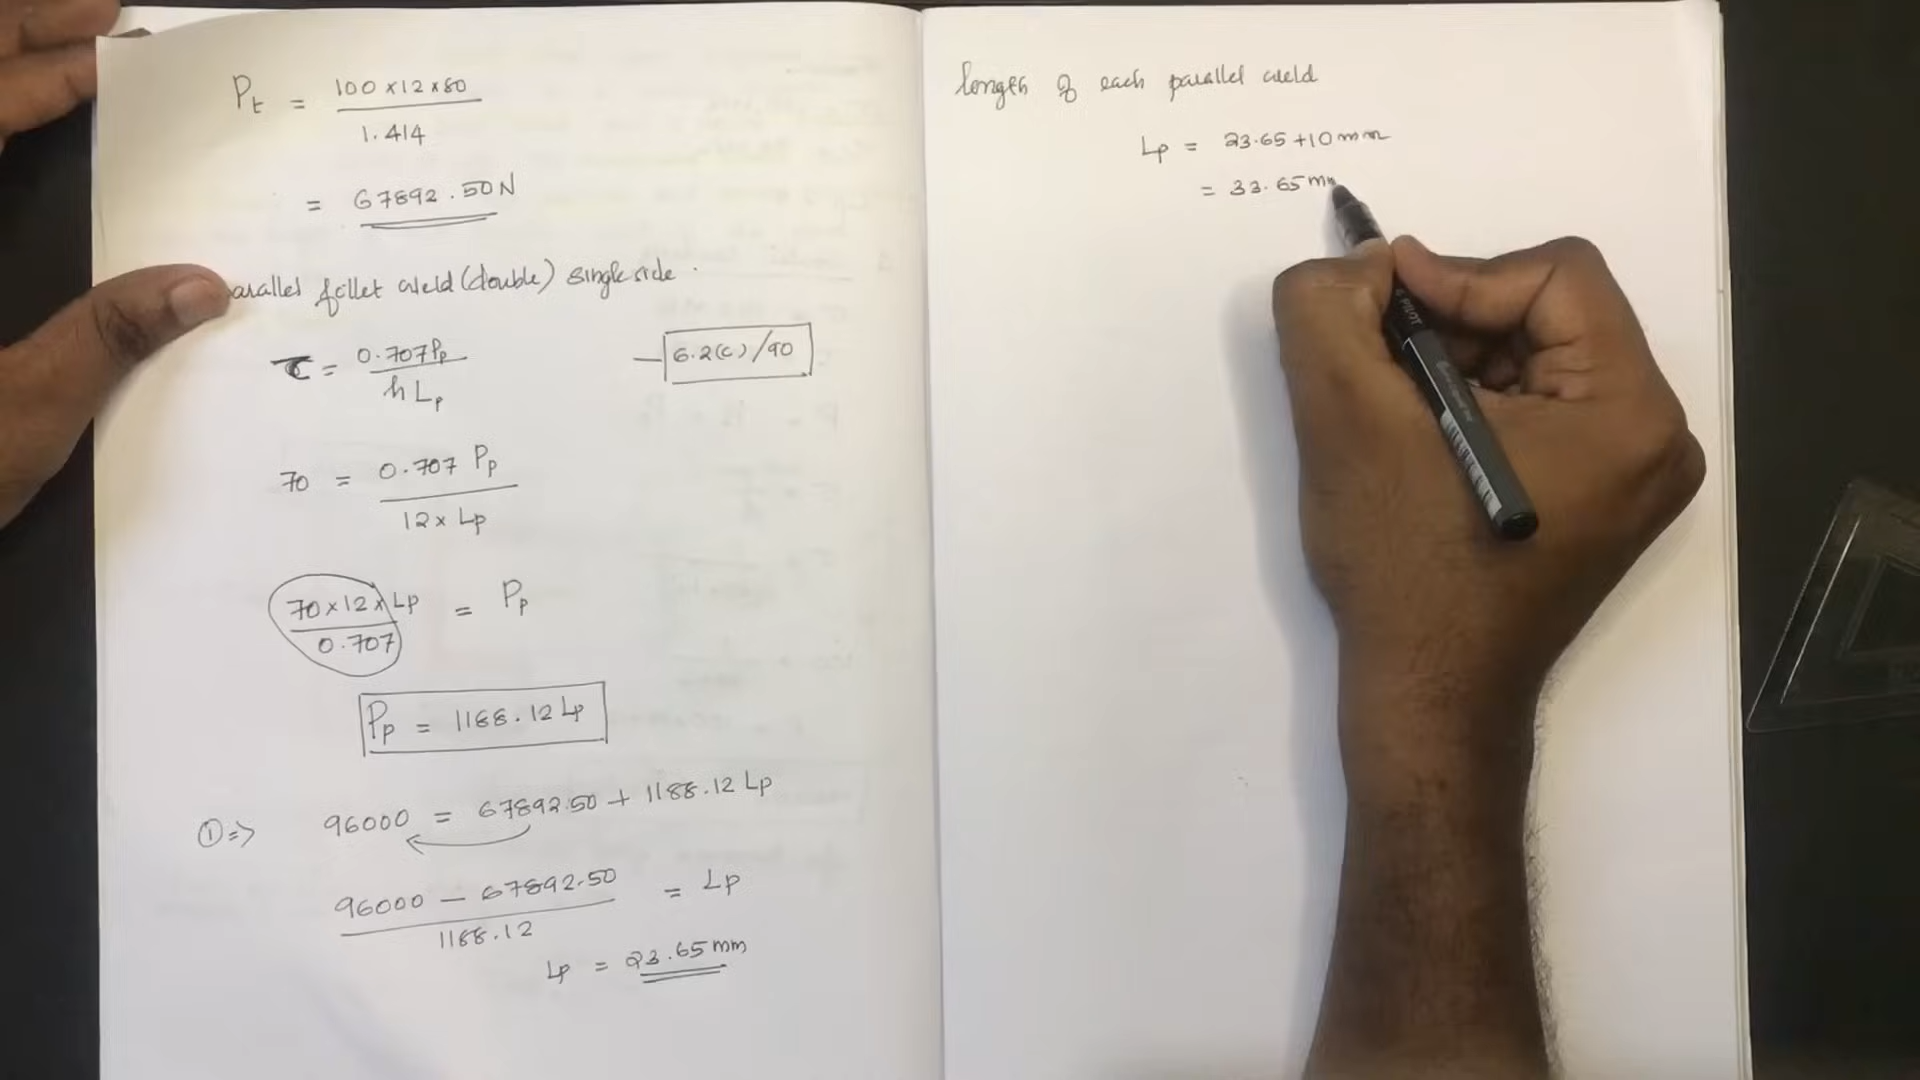 Pt = 100 x 12 x 80
1.414
= 67892.50N
arallel fillet weld (double) single side.
τ = 0.707Pp
h Lp
6.2(c)/90
70 = 0.707 Pp
12 x Lp
70 x 12 x Lp = Pp
0.707
Pp = 1188.12 Lp
① => 96000 = 67892.50 + 1188.12 Lp
96000 - 67892.50 = Lp
1188.12
Lp = 23.65 mm
length of each parallel weld
Lp = 23.65 + 10 mm
= 33.65 mm
PILOT